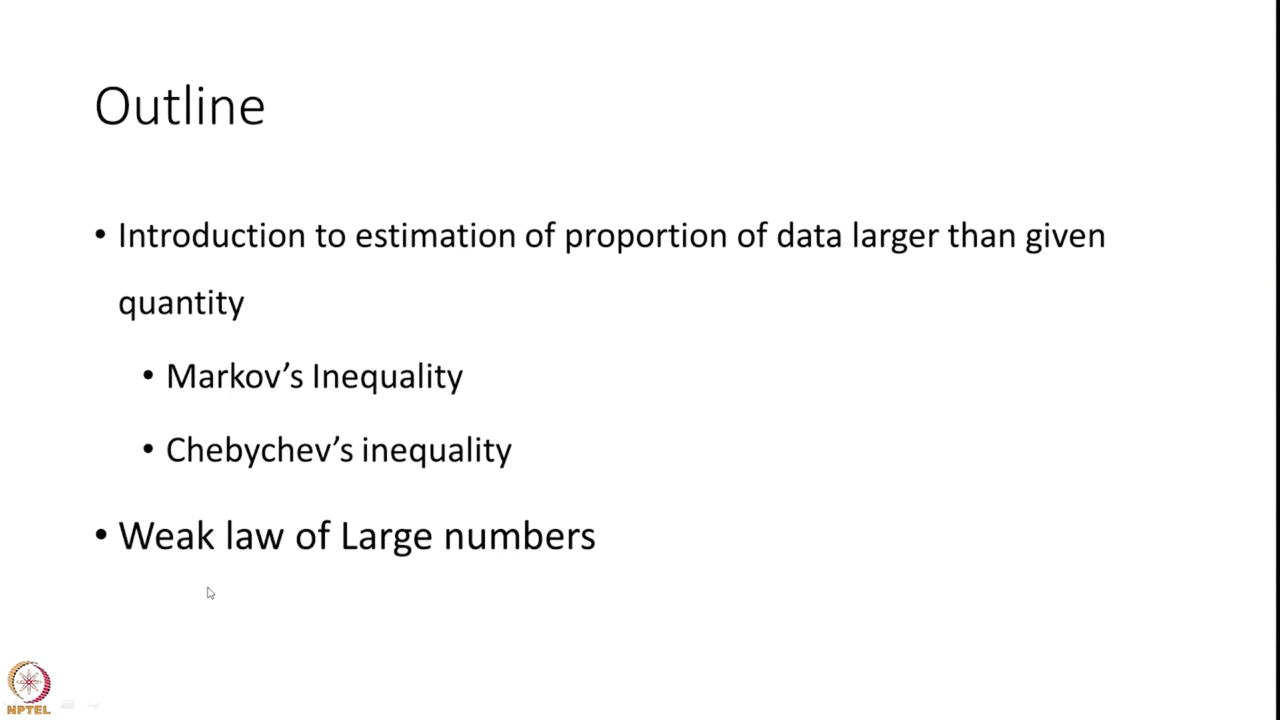 Outline
• Introduction to estimation of proportion of data larger than given
quantity
• Markov’s Inequality
• Chebychev’s inequality
• Weak law of Large numbers
NPTEL